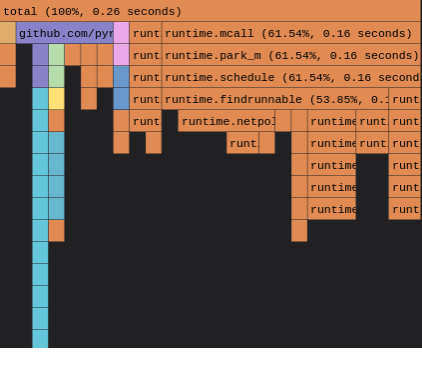 total (100%, 0.26 seconds)
github.com/pyr runt runtime.mcall (61.54%, 0.16 seconds)
runt runtime.park_m (61.54%, 0.16 seconds)
runt runtime.schedule (61.54%, 0.16 second
runt runtime.findrunnable (53.85%, 0.1 runt
runt runtime.netpol runtime runt runt
runt runtime runt runt
runtime runt
runtime runt
runtime runt